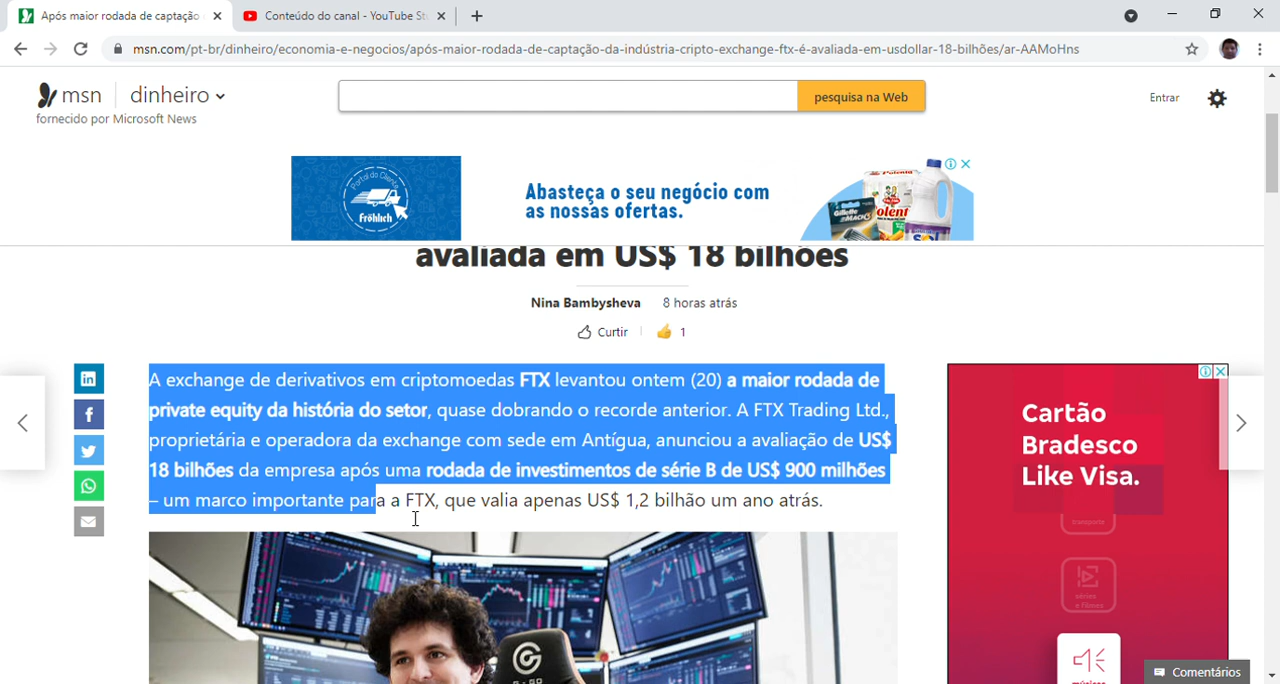 Após maior rodada de captação
Conteúdo do canal - YouTube St
msn.com/pt-br/dinheiro/economia-e-negocios/após-maior-rodada-de-captação-da-indústria-cripto-exchange-ftx-é-avaliada-em-usdollar-18-bilhões/ar-AAMoHns
msn dinheiro
fornecido por Microsoft News
pesquisa na Web
Entrar
Portal do Cliente
Fröhlich
Abasteça o seu negócio com
as nossas ofertas.
avaliada em US$ 18 bilhões
Nina Bambysheva 8 horas atrás
Curtir 1
A exchange de derivativos em criptomoedas FTX levantou ontem (20) a maior rodada de
private equity da história do setor, quase dobrando o recorde anterior. A FTX Trading Ltd.,
proprietária e operadora da exchange com sede em Antígua, anunciou a avaliação de US$
18 bilhões da empresa após uma rodada de investimentos de série B de US$ 900 milhões
– um marco importante para a FTX, que valia apenas US$ 1,2 bilhão um ano atrás.
Cartão
Bradesco
Like Visa.
transporte
séries
e filmes
Comentários